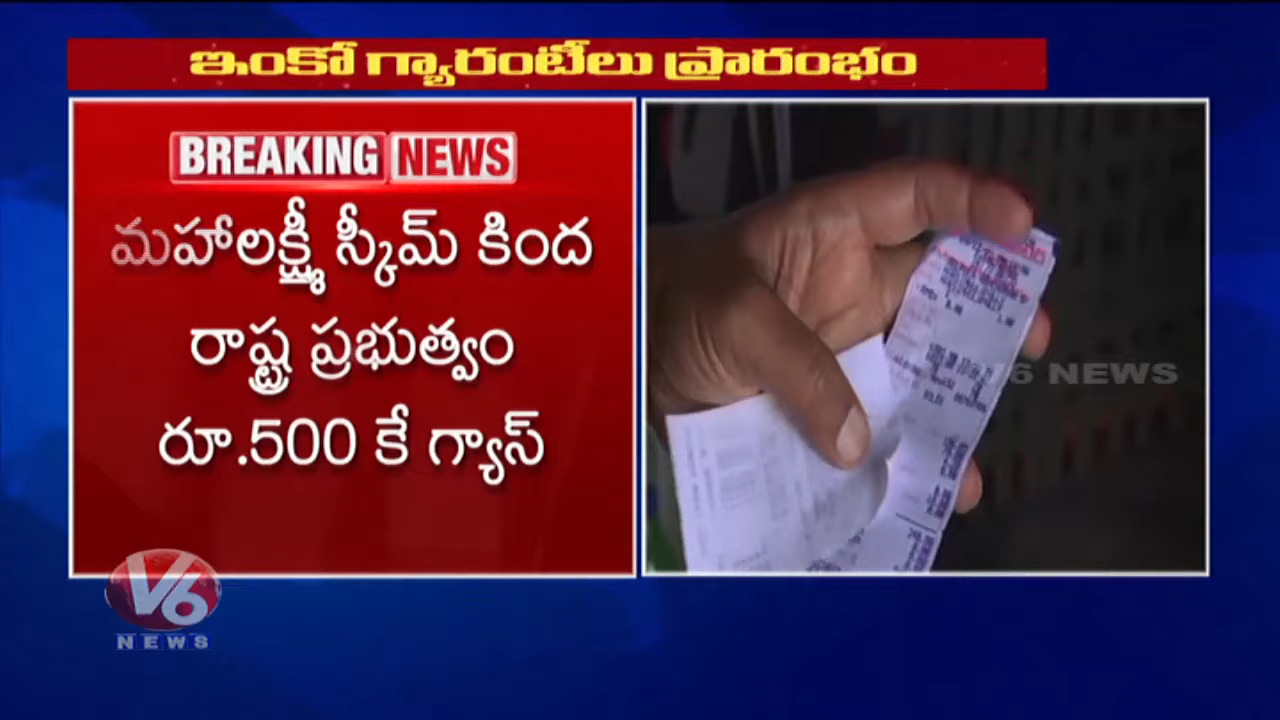 ఇంకో గ్యారంటీలు ప్రారంభం
BREAKING NEWS
మహాలక్ష్మీ స్కీమ్ కింద
రాష్ట్ర ప్రభుత్వం
రూ.500 కే గ్యాస్
V6 NEWS
V6
NEWS